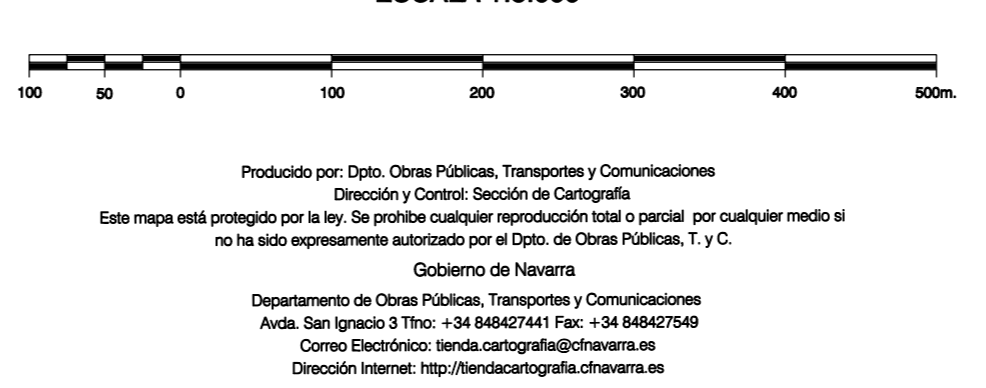 100 50 0 100 200 300 400 500m.
Producido por: Dpto. Obras Públicas, Transportes y Comunicaciones
Dirección y Control: Sección de Cartografía
Este mapa está protegido por la ley. Se prohibe cualquier reproducción total o parcial por cualquier medio si
no ha sido expresamente autorizado por el Dpto. de Obras Públicas, T. y C.
Gobierno de Navarra
Departamento de Obras Públicas, Transportes y Comunicaciones
Avda. San Ignacio 3 Tfno: +34 848427441 Fax: +34 848427549
Correo Electrónico: tienda.cartografia@cfnavarra.es
Dirección Internet: http://tiendacartografia.cfnavarra.es